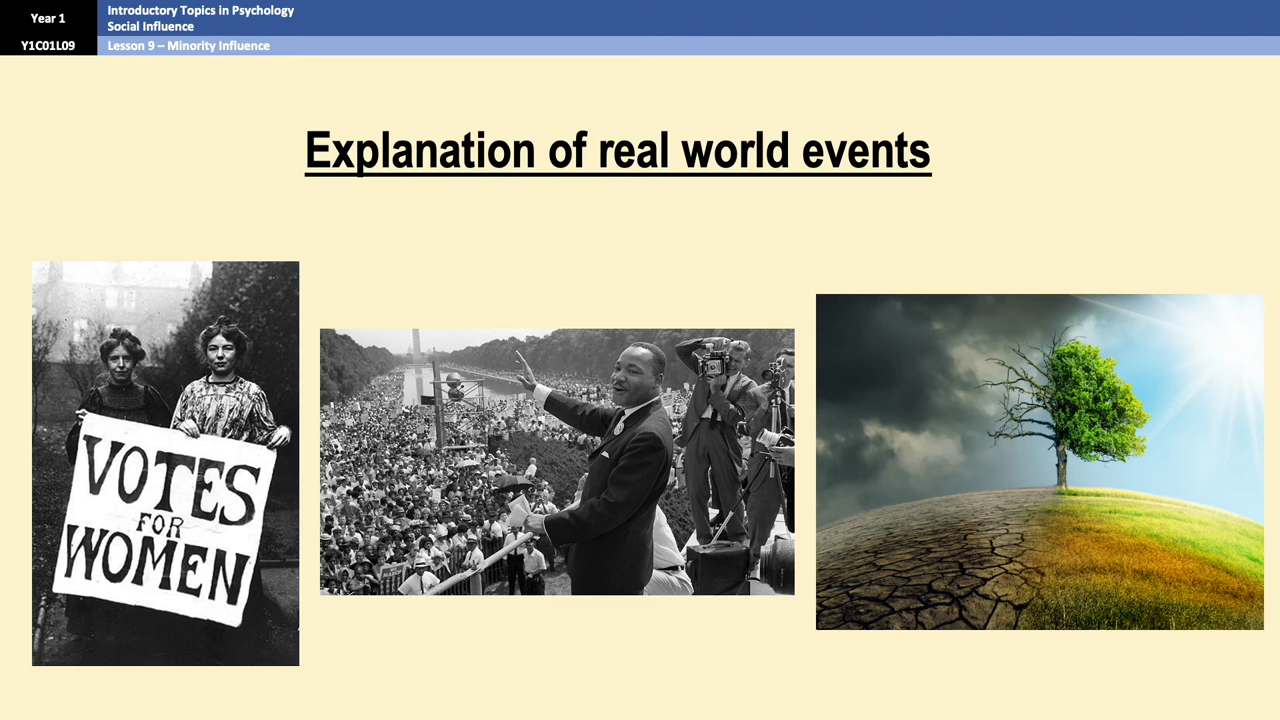 Year 1
Introductory Topics in Psychology
Social Influence
Y1C01L09
Lesson 9 – Minority Influence
Explanation of real world events
VOTES
FOR
WOMEN